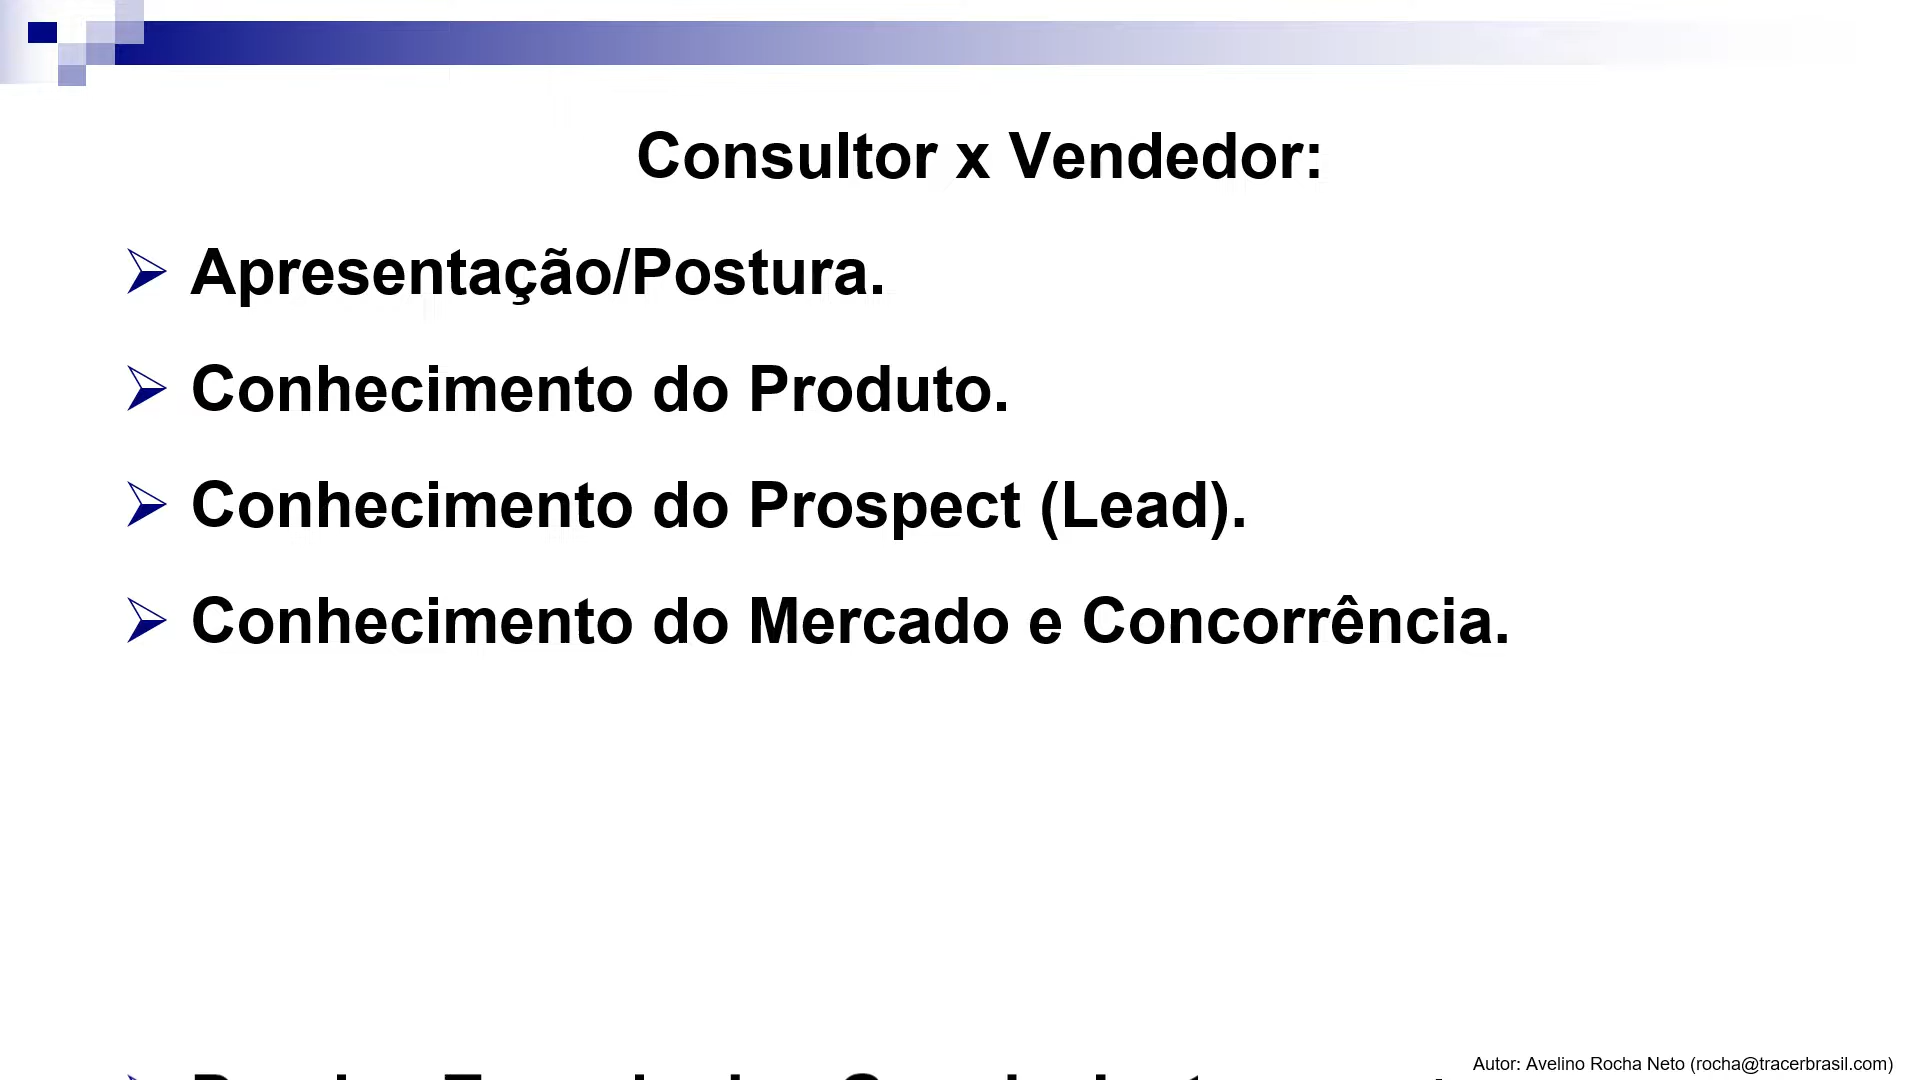 Consultor x Vendedor:
Apresentação/Postura.
Conhecimento do Produto.
Conhecimento do Prospect (Lead).
Conhecimento do Mercado e Concorrência.
Autor: Avelino Rocha Neto (rocha@tracerbrasil.com)